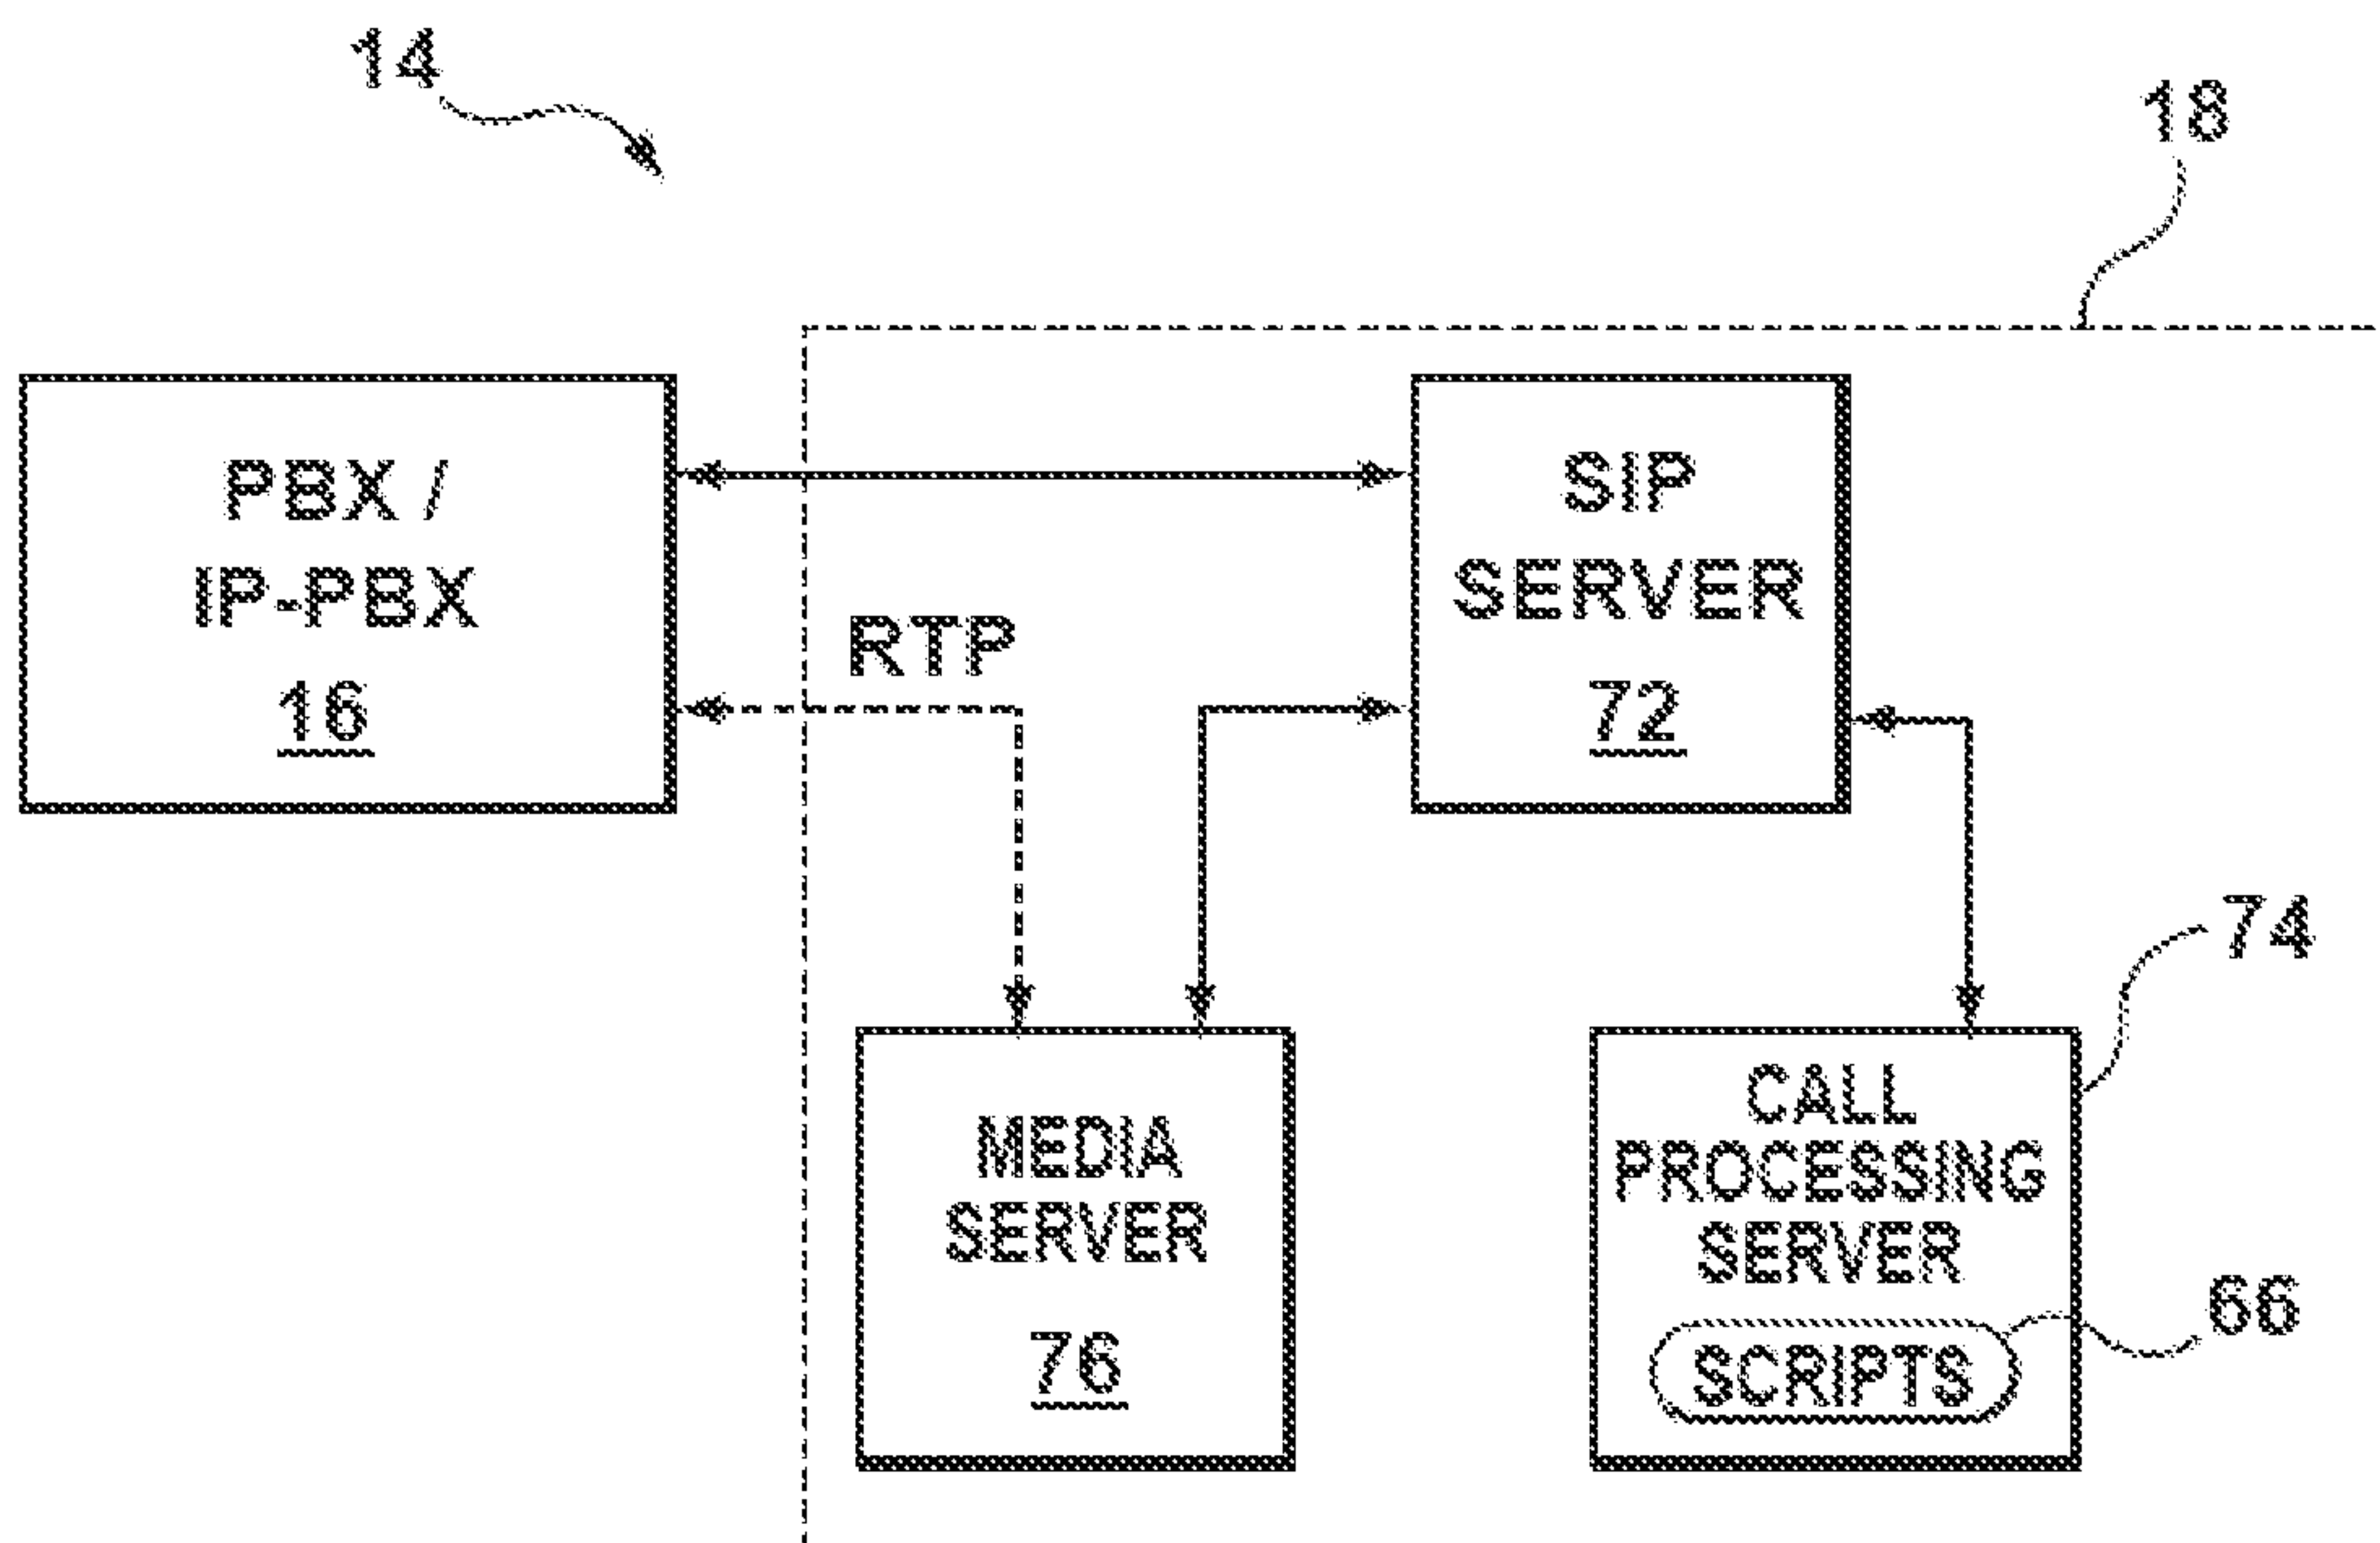 14
18
PBX /
IP-PBX
16
SIP
SERVER
72
RTP
74
MEDIA
SERVER
76
CALL
PROCESSING
SERVER
SCRIPTS
66